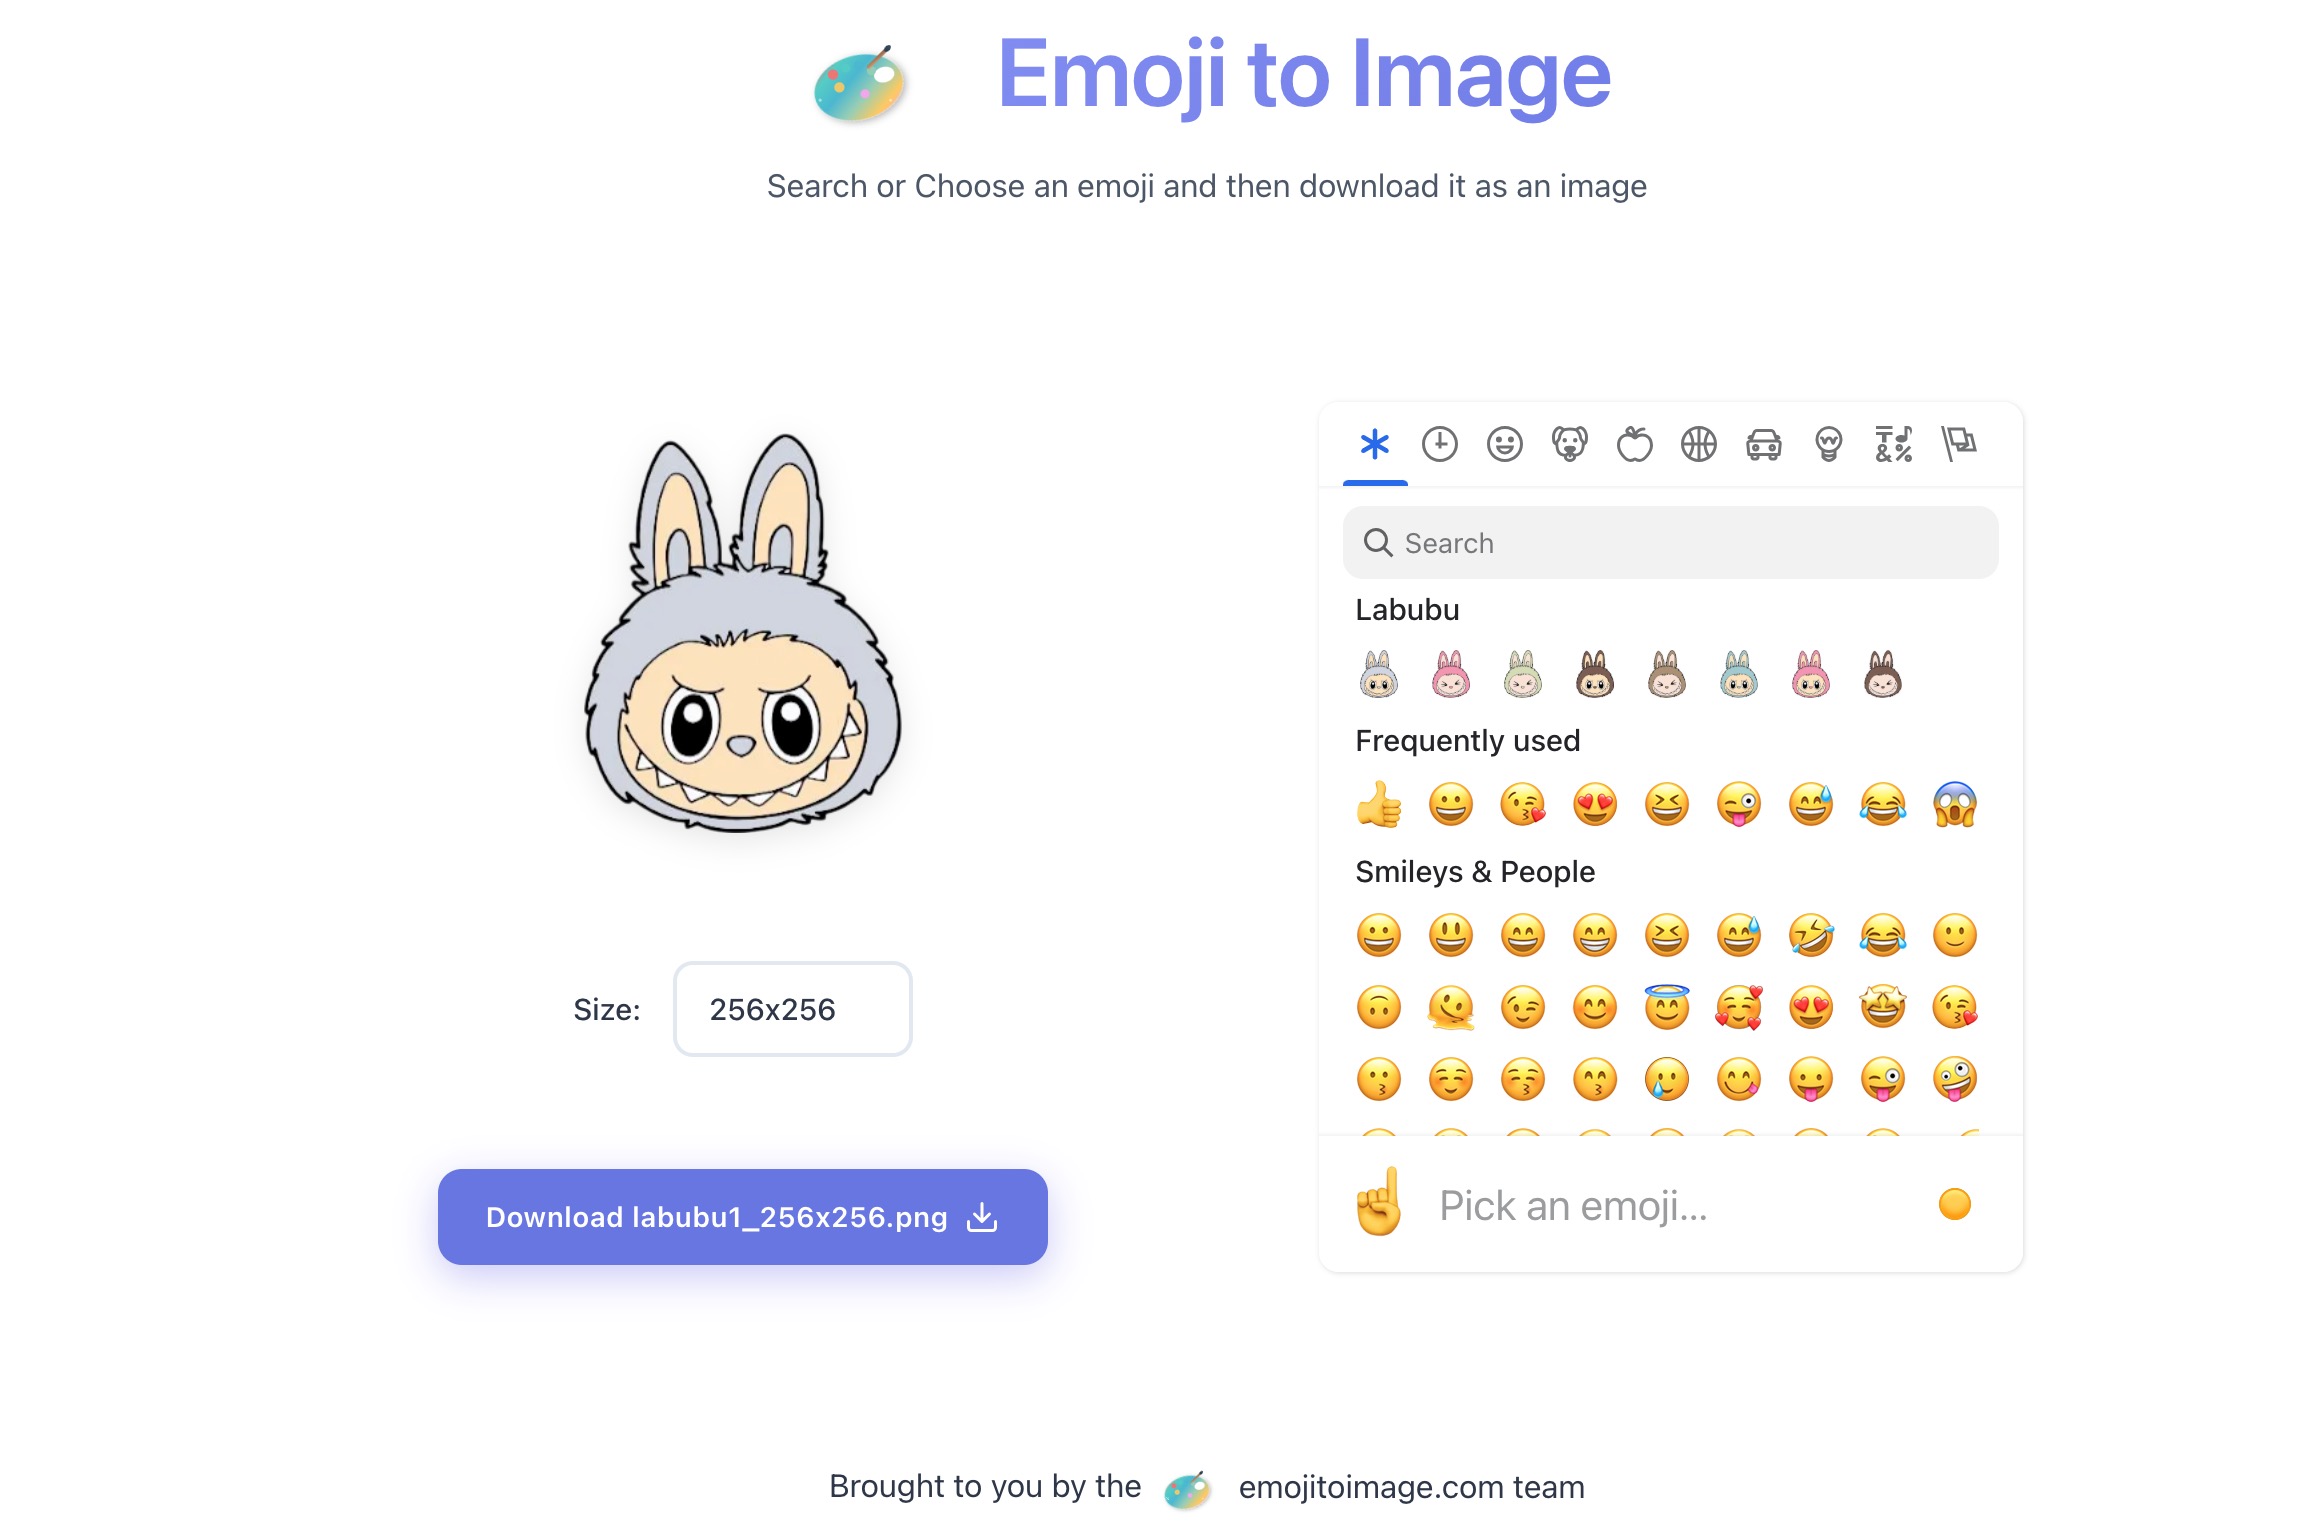 Emoji to Image
Search or Choose an emoji and then download it as an image
Search
Labubu
Frequently used
Smileys & People
Size:
256x256
Download labubu1_256x256.png
Pick an emoji...
Brought to you by the emojitoimage.com team